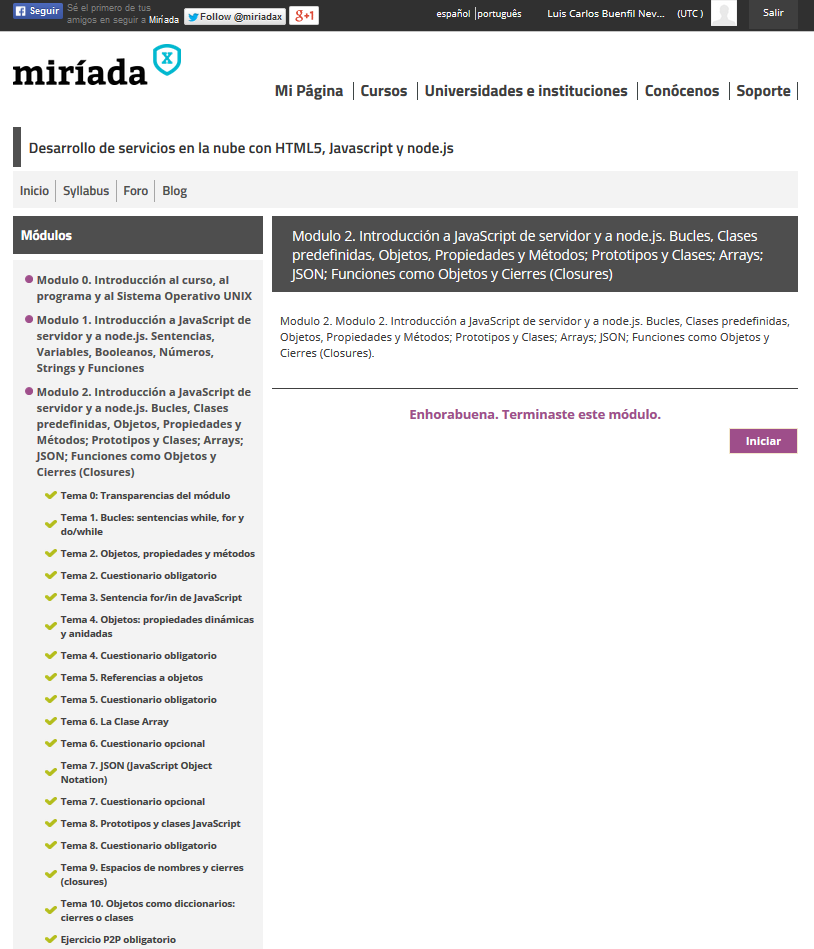 Seguir
Sé el primero de tus
amigos en seguir a Miríada
Follow @miriadax
g+1
español
português
Luis Carlos Buenfil Nev...
(UTC )
Salir
miríada X
Mi Página
Cursos
Universidades e instituciones
Conócenos
Soporte
Desarrollo de servicios en la nube con HTML5, Javascript y node.js
Inicio
Syllabus
Foro
Blog
Módulos
Modulo 0. Introducción al curso, al
programa y al Sistema Operativo UNIX
Modulo 1. Introducción a JavaScript de
servidor y a node.js. Sentencias,
Variables, Booleanos, Números,
Strings y Funciones
Modulo 2. Introducción a JavaScript de
servidor y a node.js. Bucles, Clases
predefinidas, Objetos, Propiedades y
Métodos; Prototipos y Clases; Arrays;
JSON; Funciones como Objetos y
Cierres (Closures)
Tema 0: Transparencias del módulo
Tema 1. Bucles: sentencias while, for y
do/while
Tema 2. Objetos, propiedades y métodos
Tema 2. Cuestionario obligatorio
Tema 3. Sentencia for/in de JavaScript
Tema 4. Objetos: propiedades dinámicas
y anidadas
Tema 4. Cuestionario obligatorio
Tema 5. Referencias a objetos
Tema 5. Cuestionario obligatorio
Tema 6. La Clase Array
Tema 6. Cuestionario opcional
Tema 7. JSON (JavaScript Object
Notation)
Tema 7. Cuestionario opcional
Tema 8. Prototipos y clases JavaScript
Tema 8. Cuestionario obligatorio
Tema 9. Espacios de nombres y cierres
(closures)
Tema 10. Objetos como diccionarios:
cierres o clases
Ejercicio P2P obligatorio
Modulo 2. Introducción a JavaScript de servidor y a node.js. Bucles, Clases
predefinidas, Objetos, Propiedades y Métodos; Prototipos y Clases; Arrays;
JSON; Funciones como Objetos y Cierres (Closures)
Modulo 2. Modulo 2. Introducción a JavaScript de servidor y a node.js. Bucles, Clases predefinidas,
Objetos, Propiedades y Métodos; Prototipos y Clases; Arrays; JSON; Funciones como Objetos y
Cierres (Closures).
Enhorabuena. Terminaste este módulo.
Iniciar